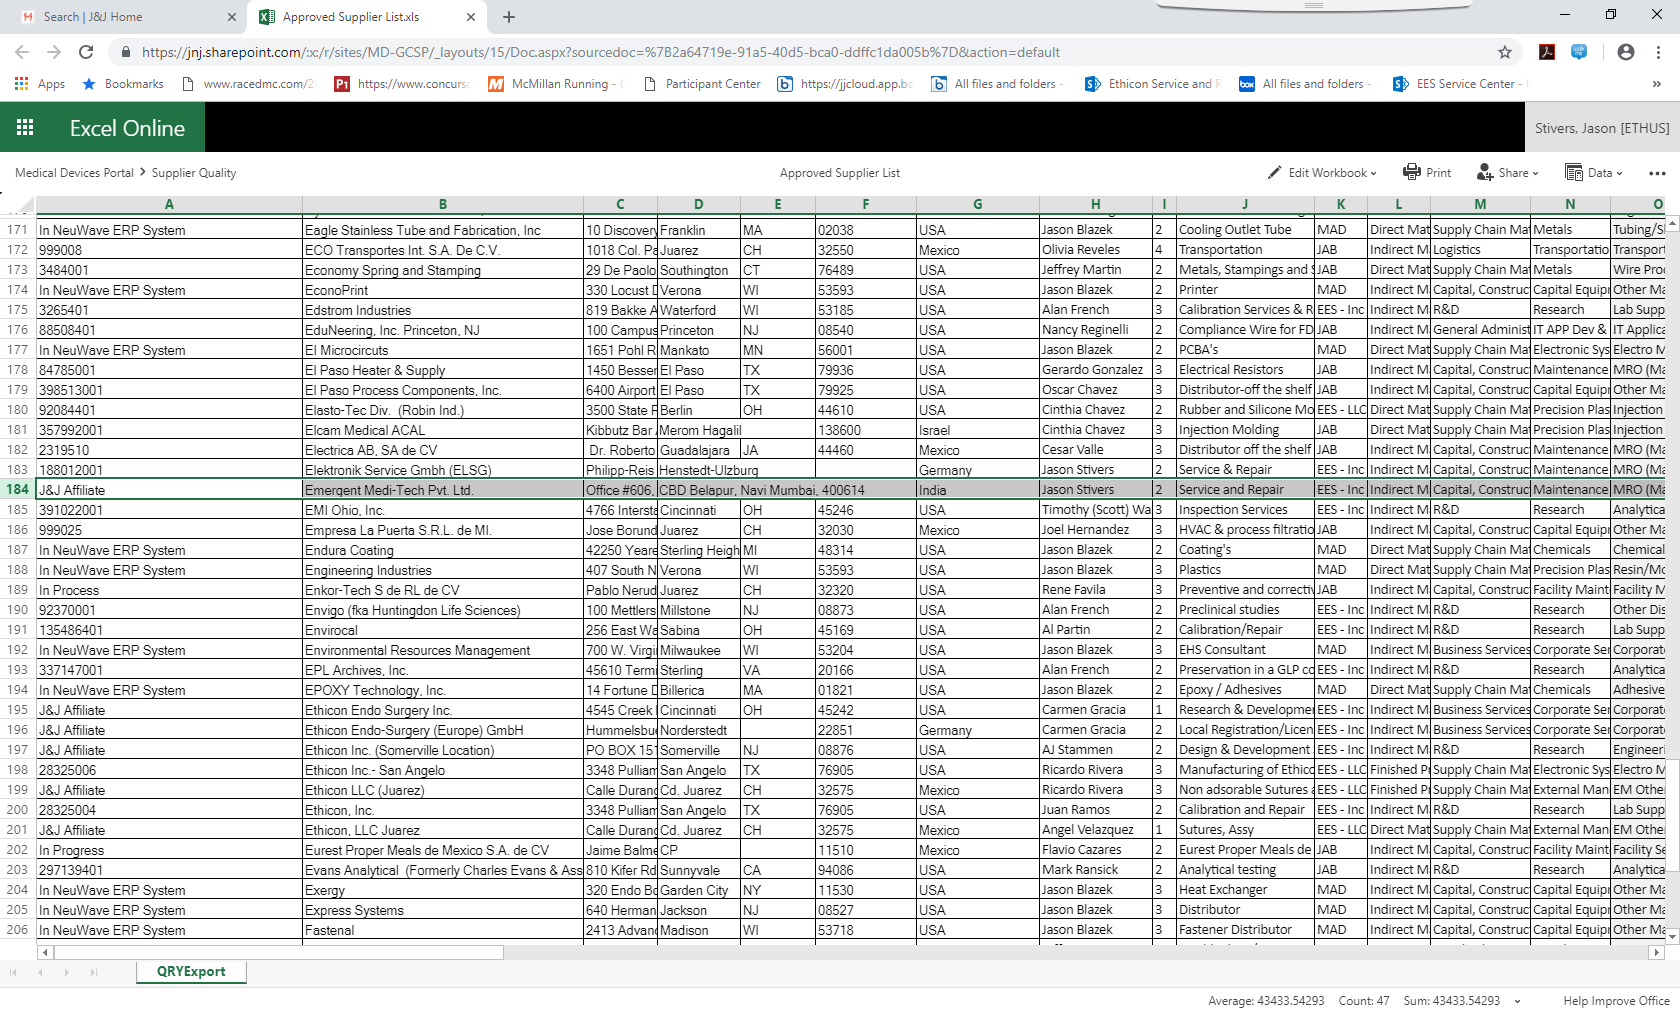 Search | J&J Home
Approved Supplier List.xls
https://jnj.sharepoint.com/:x:/r/sites/MD-GCSP/_layouts/15/Doc.aspx?sourcedoc=%7B2a64719e-91a5-40d5-bca0-ddffc1da005b%7D&action=default
Apps Bookmarks www.racedmc.com/2 https://www.concurs McMillan Running - Participant Center https://jjcloud.app.bo All files and folders - Ethicon Service and All files and folders - EES Service Center -
Excel Online
Stivers, Jason [ETHUS]
Medical Devices Portal > Supplier Quality Approved Supplier List Edit Workbook Print Share Data
A B C D E F G H I J K L M N O
171 In NeuWave ERP System Eagle Stainless Tube and Fabrication, Inc 10 Discovery Franklin MA 02038 USA Jason Blazek 2 Cooling Outlet Tube MAD Direct Mat Supply Chain Mat Metals Tubing/S
172 999008 ECO Transportes Int. S.A. De C.V. 1018 Col. Pa Juarez CH 32550 Mexico Olivia Reveles 4 Transportation JAB Indirect M Logistics Transportatio Transport
173 3484001 Economy Spring and Stamping 29 De Paolo Southington CT 76489 USA Jeffrey Martin 2 Metals, Stampings and S JAB Direct Mat Supply Chain Mat Metals Wire Pro
174 In NeuWave ERP System EconoPrint 330 Locust D Verona WI 53593 USA Jason Blazek 2 Printer MAD Indirect M Capital, Construc Capital Equip Other Ma
175 3265401 Edstrom Industries 819 Bakke A Waterford WI 53185 USA Alan French 3 Calibration Services & R EES - Inc Indirect M R&D Research Lab Supp
176 88508401 EduNeering, Inc. Princeton, NJ 100 Campus Princeton NJ 08540 USA Nancy Reginelli 2 Compliance Wire for FD JAB Indirect M General Administ IT APP Dev & IT Applica
177 In NeuWave ERP System EI Microcircuts 1651 Pohl R Mankato MN 56001 USA Jason Blazek 2 PCBA's MAD Direct Mat Supply Chain Mat Electronic Sys Electro M
178 84785001 El Paso Heater & Supply 1450 Besser El Paso TX 79936 USA Gerardo Gonzalez 3 Electrical Resistors JAB Indirect M Capital, Construc Maintenance MRO (Ma
179 398513001 El Paso Process Components, Inc. 6400 Airport El Paso TX 79925 USA Oscar Chavez 3 Distributor-off the shelf JAB Indirect M Capital, Construc Capital Equip Other Ma
180 92084401 Elasto-Tec Div. (Robin Ind.) 3500 State R Berlin OH 44610 USA Cinthia Chavez 2 Rubber and Silicone Mo EES - LLC Direct Mat Supply Chain Mat Precision Plas Injection
181 357992001 Elcam Medical ACAL Kibbutz Bar Merom Hagalil 138600 Israel Cinthia Chavez 3 Injection Molding JAB Direct Mat Supply Chain Mat Precision Plas Injection
182 2319510 Electrica AB, SA de CV Dr. Roberto Guadalajara JA 44460 Mexico Cesar Valle 3 Distributor off the shelf JAB Indirect M Capital, Construc Maintenance MRO (Ma
183 188012001 Elektronik Service Gmbh (ELSG) Philipp-Reis Henstedt-Ulzburg Germany Jason Stivers 2 Service & Repair EES - Inc Indirect M Capital, Construc Maintenance MRO (Ma
184 J&J Affiliate Emergent Medi-Tech Pvt. Ltd. Office #606, CBD Belapur, Navi Mumbai, 400614 India Jason Stivers 2 Service and Repair EES - Inc Indirect M Capital, Construc Maintenance MRO (Ma
185 391022001 EMI Ohio, Inc. 4766 Intersta Cincinnati OH 45246 USA Timothy (Scott) Wa 3 Inspection Services EES - Inc Indirect M R&D Research Analytica
186 999025 Empresa La Puerta S.R.L. de MI. Jose Borund Juarez CH 32030 Mexico Joel Hernandez 3 HVAC & process filtratio JAB Indirect M Capital, Construc Capital Equip Other Ma
187 In NeuWave ERP System Endura Coating 42250 Yeare Sterling Heigh MI 48314 USA Jason Blazek 2 Coating's MAD Direct Mat Supply Chain Mat Chemicals Chemical
188 In NeuWave ERP System Engineering Industries 407 South N Verona WI 53593 USA Jason Blazek 3 Plastics MAD Direct Mat Supply Chain Mat Precision Plas Resin/Mo
189 In Process Enkor-Tech S de RL de CV Pablo Nerud Juarez CH 32320 USA Rene Favila 3 Preventive and correctiv JAB Indirect M Capital, Construc Facility Maint Facility M
190 92370001 Envigo (fka Huntingdon Life Sciences) 100 Mettlers Millstone NJ 08873 USA Alan French 2 Preclinical studies EES - Inc Indirect M R&D Research Other Dis
191 135486401 Envirocal 256 East Wa Sabina OH 45169 USA Al Partin 2 Calibration/Repair EES - Inc Indirect M R&D Research Lab Supp
192 In NeuWave ERP System Environmental Resources Management 700 W. Virgi Milwaukee WI 53204 USA Jason Blazek 3 EHS Consultant MAD Indirect M Business Services Corporate Ser Corporat
193 337147001 EPL Archives, Inc. 45610 Termi Sterling VA 20166 USA Alan French 2 Preservation in a GLP co EES - Inc Indirect M R&D Research Analytica
194 In NeuWave ERP System EPOXY Technology, Inc. 14 Fortune D Billerica MA 01821 USA Jason Blazek 2 Epoxy / Adhesives MAD Direct Mat Supply Chain Mat Chemicals Adhesive
195 J&J Affiliate Ethicon Endo Surgery Inc. 4545 Creek Cincinnati OH 45242 USA Carmen Gracia 1 Research & Developmer EES - Inc Indirect M Business Services Corporate Ser Corporat
196 J&J Affiliate Ethicon Endo-Surgery (Europe) GmbH Hummelsbu Norderstedt 22851 Germany Carmen Gracia 2 Local Registration/Licen EES - Inc Indirect M Business Services Corporate Ser Corporat
197 J&J Affiliate Ethicon Inc. (Somerville Location) PO BOX 151 Somerville NJ 08876 USA AJ Stammen 2 Design & Development EES - Inc Indirect M R&D Research Engineeri
198 28325006 Ethicon Inc.- San Angelo 3348 Pulliam San Angelo TX 76905 USA Ricardo Rivera 3 Manufacturing of Ethicc EES - LLC Finished Pr Supply Chain Mat Electronic Sys Electro M
199 J&J Affiliate Ethicon LLC (Juarez) Calle Durang Cd. Juarez CH 32575 Mexico Ricardo Rivera 3 Non adsorable Sutures a EES - LLC Finished Pr Supply Chain Mat External Man EM Othe
200 28325004 Ethicon, Inc. 3348 Pulliam San Angelo TX 76905 USA Juan Ramos 2 Calibration and Repair EES - Inc Indirect M R&D Research Lab Supp
201 J&J Affiliate Ethicon, LLC Juarez Calle Durang Cd. Juarez CH 32575 Mexico Angel Velazquez 1 Sutures, Assy EES - LLC Direct Mat Supply Chain Mat External Man EM Othe
202 In Progress Eurest Proper Meals de Mexico S.A. de CV Jaime Balme CP 11510 Mexico Flavio Cazares 2 Eurest Proper Meals de JAB Indirect M Capital, Construc Facility Maint Facility Se
203 297139401 Evans Analytical (Formerly Charles Evans & Ass 810 Kifer Rd Sunnyvale CA 94086 USA Mark Ransick 2 Analytical testing JAB Indirect M R&D Research Analytica
204 In NeuWave ERP System Exergy 320 Endo Bo Garden City NY 11530 USA Jason Blazek 3 Heat Exchanger MAD Indirect M Capital, Construc Capital Equip Other Ma
205 In NeuWave ERP System Express Systems 640 Herman Jackson NJ 08527 USA Jason Blazek 3 Distributor MAD Indirect M Capital, Construc Capital Equip Other Ma
206 In NeuWave ERP System Fastenal 2413 Advanc Madison WI 53718 USA Jason Blazek 3 Fastener Distributor MAD Indirect M Capital, Construc Capital Equip Other Ma
QRYExport
Average: 43433.54293 Count: 47 Sum: 43433.54293 Help Improve Office